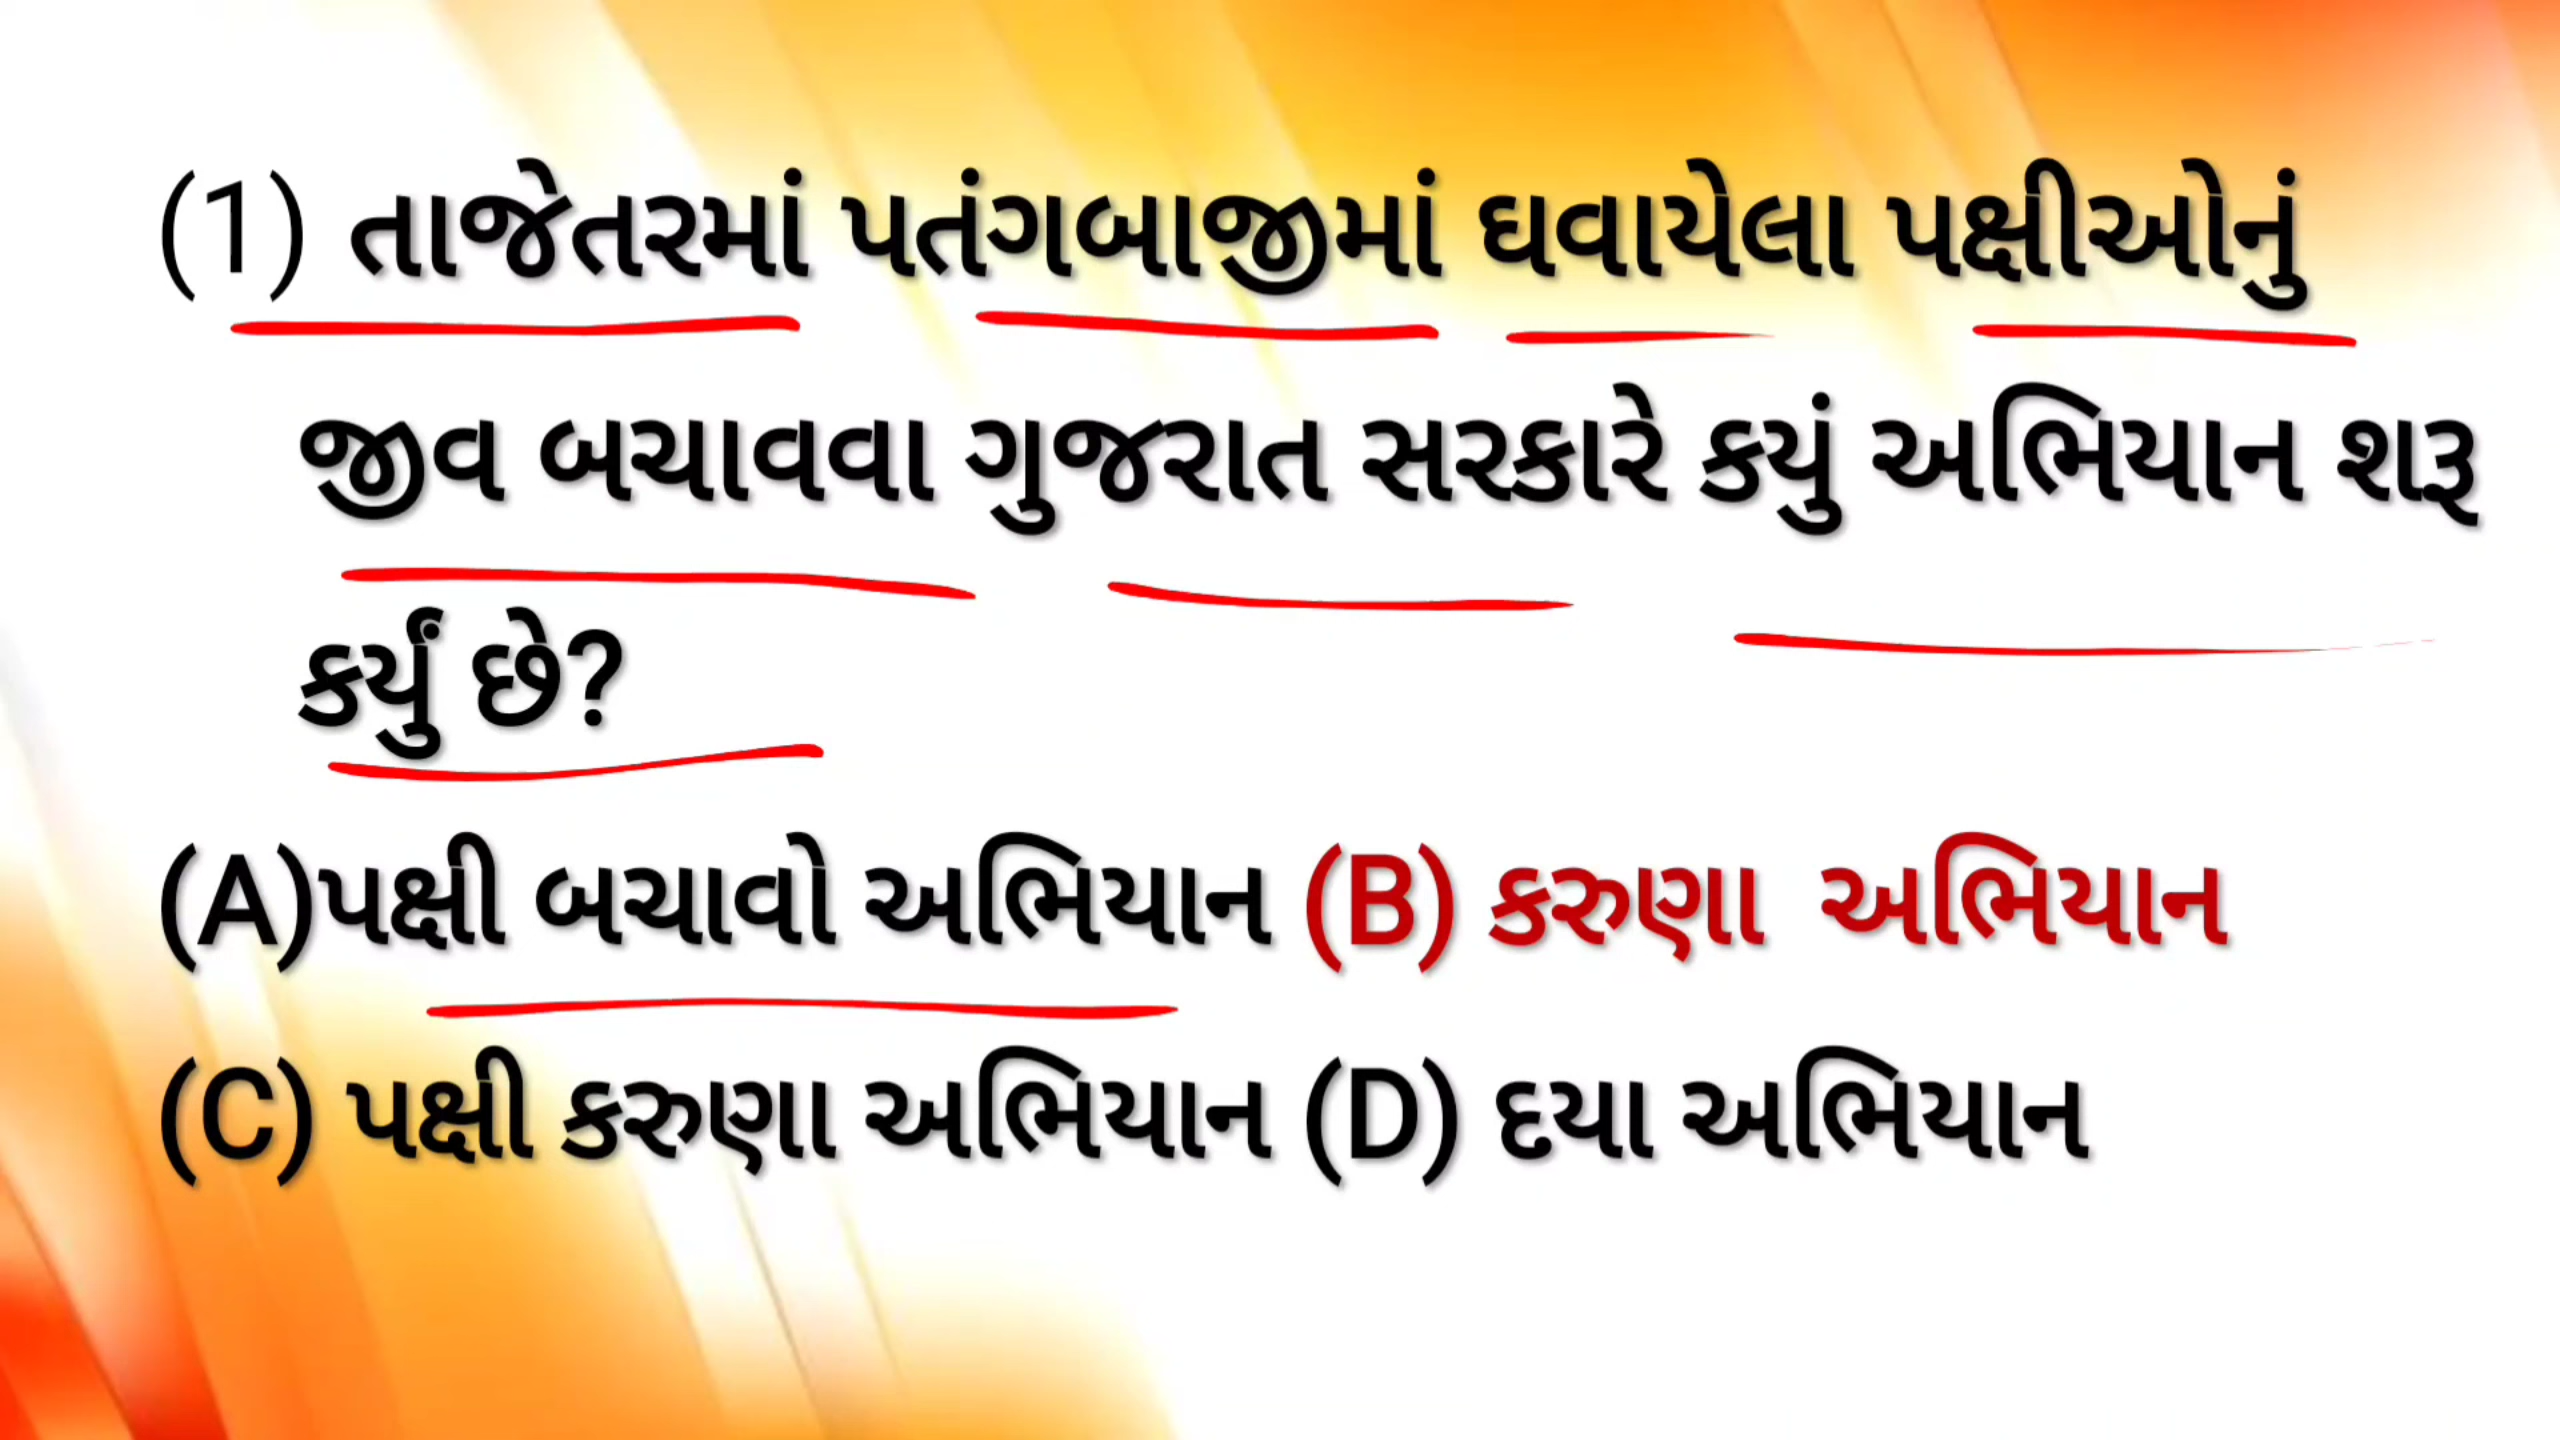 (1) તાજેતરમાં પતંગબાજીમાં ઘવાયેલા પક્ષીઓનું
જીવ બચાવવા ગુજરાત સરકારે કયું અભિયાન શરૂ
કર્યું છે?
(A)પક્ષી બચાવો અભિયાન (B) કરુણા અભિયાન
(C) પક્ષી કરુણા અભિયાન (D) દયા અભિયાન